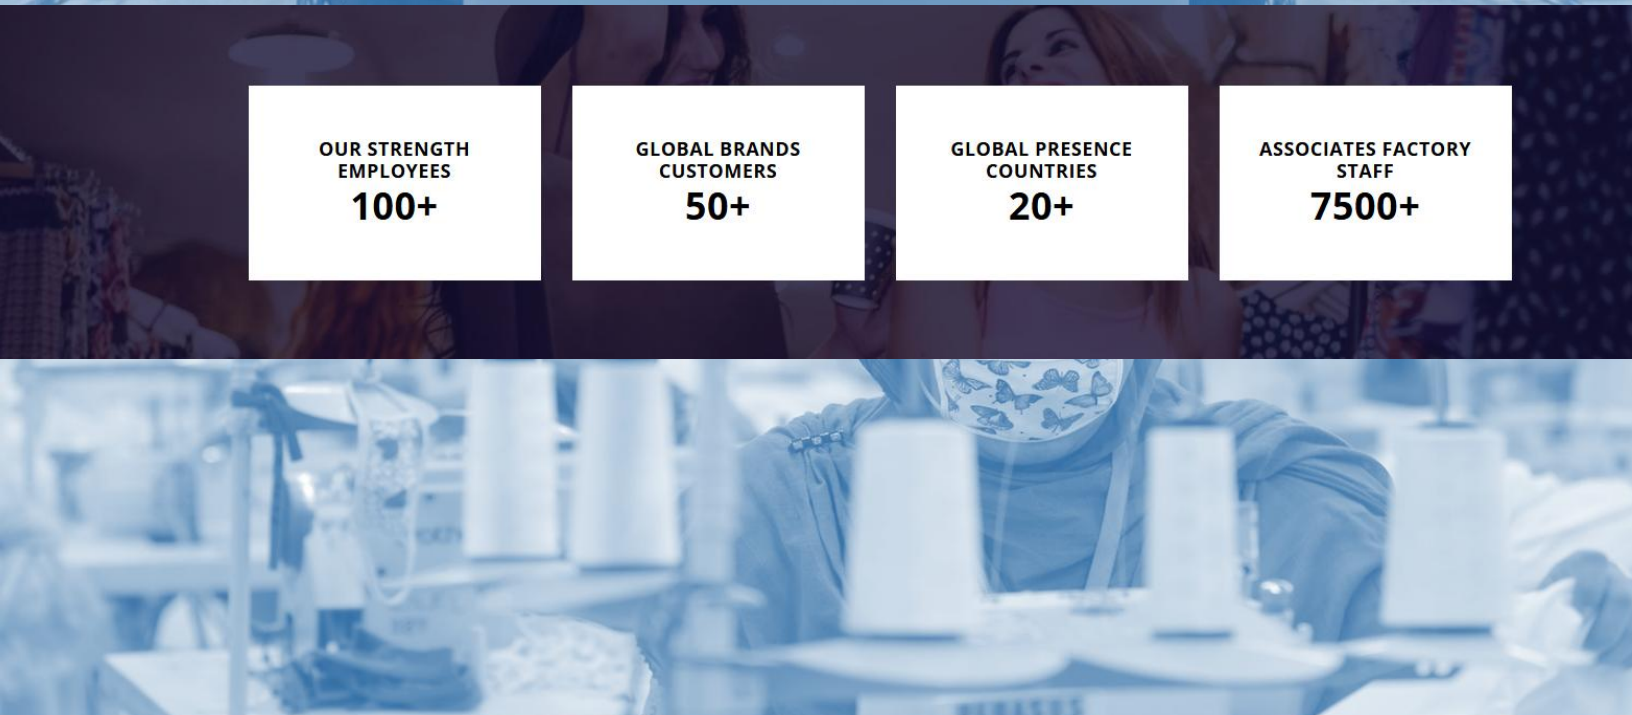 OUR STRENGTH
EMPLOYEES
100+
GLOBAL BRANDS
CUSTOMERS
50+
GLOBAL PRESENCE
COUNTRIES
20+
ASSOCIATES FACTORY
STAFF
7500+